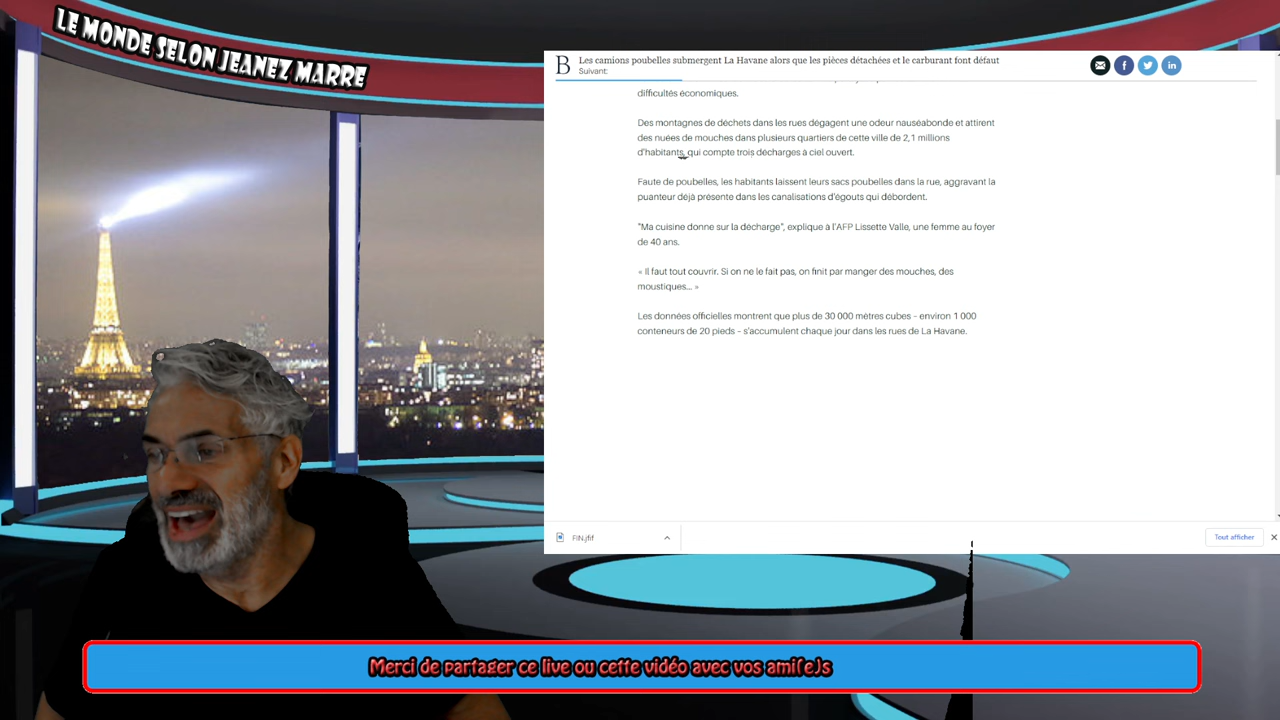 LE MONDE SELON JEANEZ MARRE
B
Les camions poubelles submergent La Havane alors que les pièces détachées et le carburant font défaut
Suivant:
difficultés économiques.
Des montagnes de déchets dans les rues dégagent une odeur nauséabonde et attirent
des nuées de mouches dans plusieurs quartiers de cette ville de 2,1 millions
d'habitants, qui compte trois décharges à ciel ouvert.
Faute de poubelles, les habitants laissent leurs sacs poubelles dans la rue, aggravant la
puanteur déjà présente dans les canalisations d'égouts qui débordent.
"Ma cuisine donne sur la décharge", explique à l'AFP Lissette Valle, une femme au foyer
de 40 ans.
« Il faut tout couvrir. Si on ne le fait pas, on finit par manger des mouches, des
moustiques... »
Les données officielles montrent que plus de 30 000 mètres cubes – environ 1 000
conteneurs de 20 pieds – s'accumulent chaque jour dans les rues de La Havane.
FIN.jfif
Tout afficher
Merci de partager ce live ou cette vidéo avec vos ami(e)s